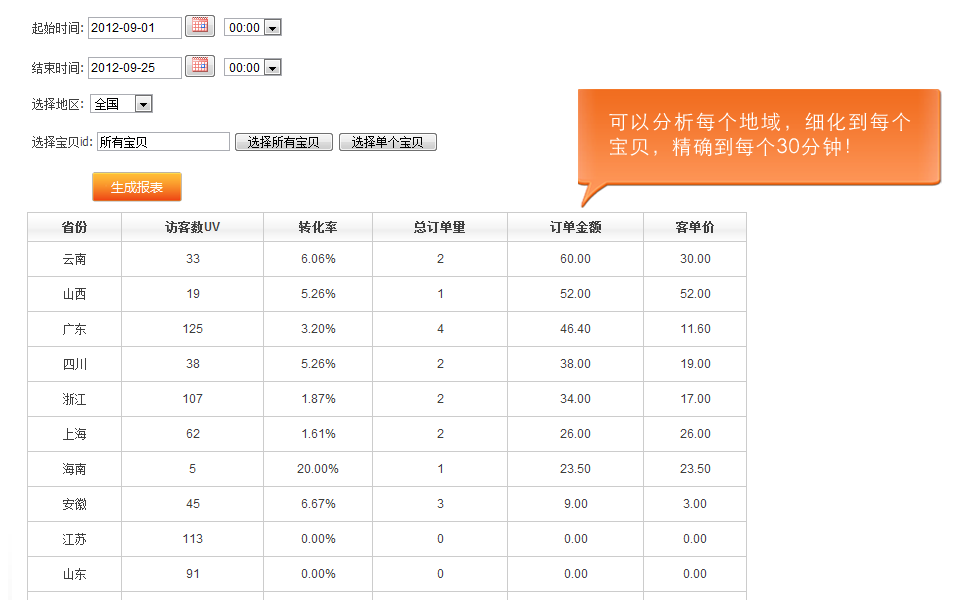 起始时间: 2012-09-01 00:00
结束时间: 2012-09-25 00:00
选择地区: 全国
可以分析每个地域，细化到每个
宝贝，精确到每个30分钟！
选择宝贝id: 所有宝贝 选择所有宝贝 选择单个宝贝
生成报表
省份 访客数UV 转化率 总订单量 订单金额 客单价
云南 33 6.06% 2 60.00 30.00
山西 19 5.26% 1 52.00 52.00
广东 125 3.20% 4 46.40 11.60
四川 38 5.26% 2 38.00 19.00
浙江 107 1.87% 2 34.00 17.00
上海 62 1.61% 2 26.00 26.00
海南 5 20.00% 1 23.50 23.50
安徽 45 6.67% 3 9.00 3.00
江苏 113 0.00% 0 0.00 0.00
山东 91 0.00% 0 0.00 0.00